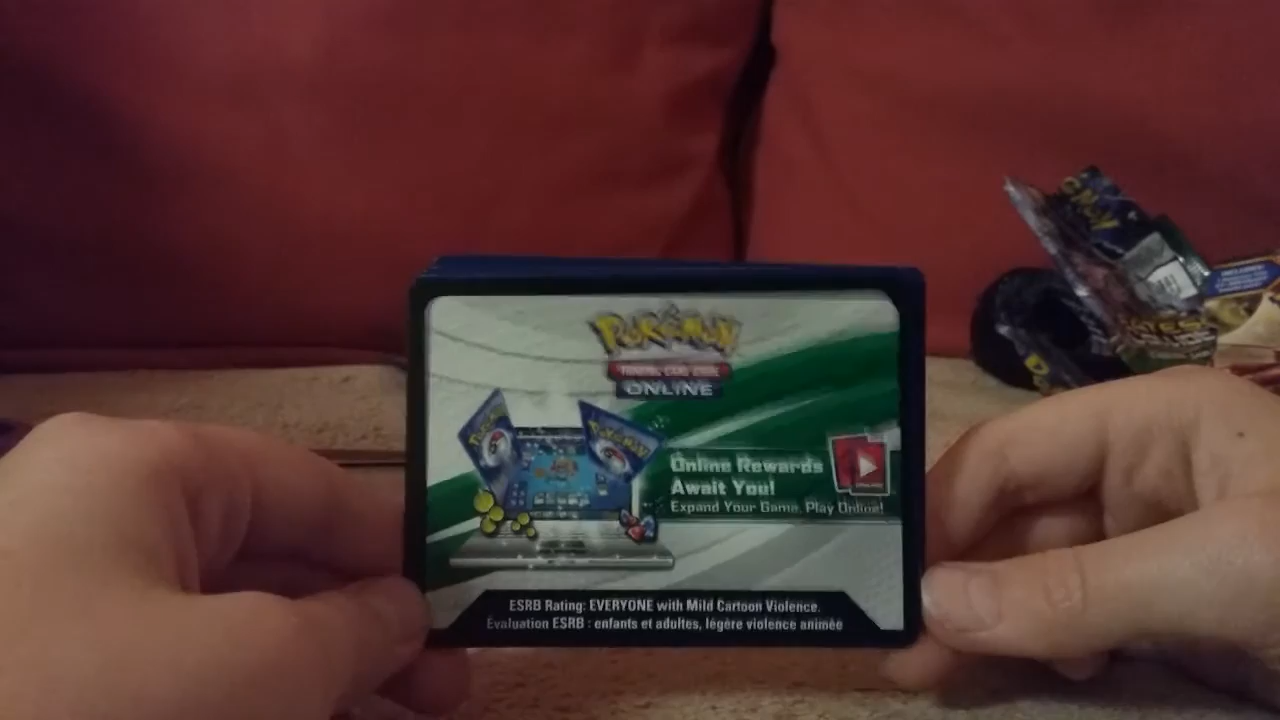 POKéMON
TRADING CARD GAME
ONLINE
Online Rewards
Await You!
Expand Your Game. Play Online!
ESRB Rating: EVERYONE with Mild Cartoon Violence.
Évaluation ESRB : enfants et adultes, légère violence animée